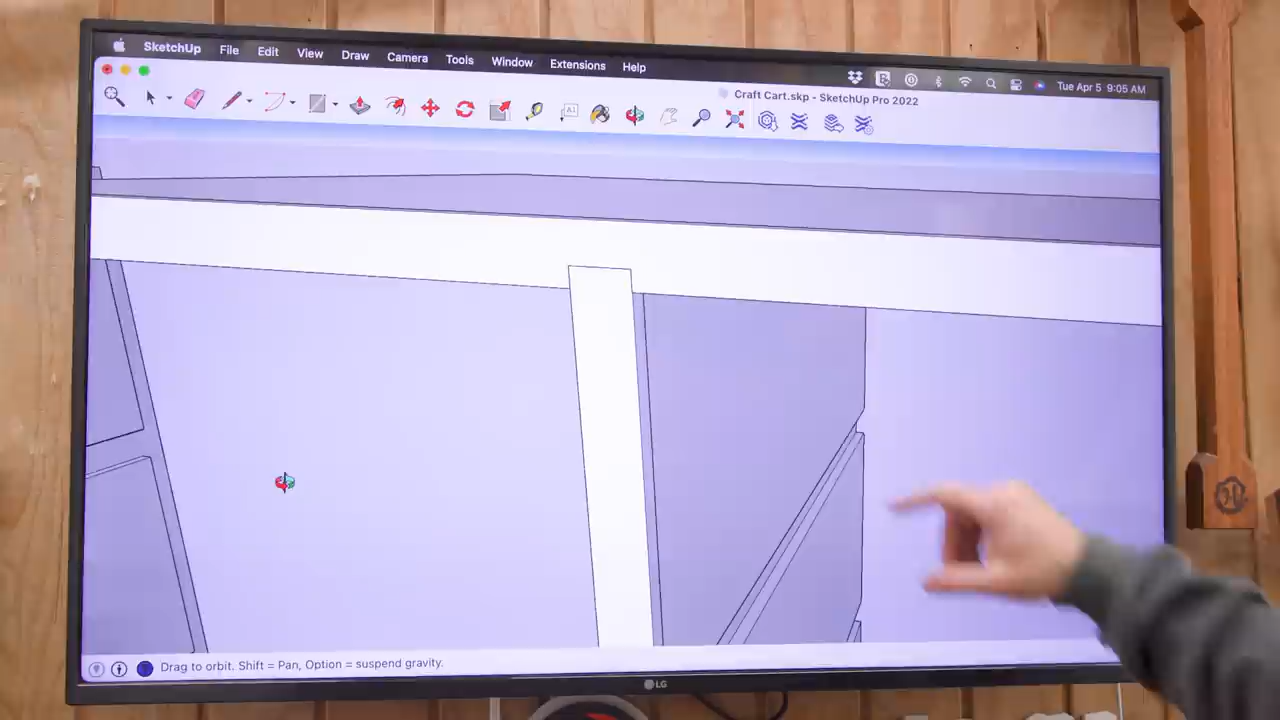 SketchUp File Edit View Draw Camera Tools Window Extensions Help
Tue Apr 5 9:05 AM
Craft Cart.skp - SketchUp Pro 2022
A1
Drag to orbit. Shift = Pan, Option = suspend gravity.
LG